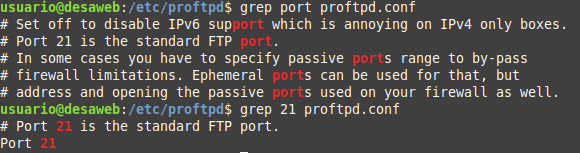 usuario@desaweb:/etc/proftpd$ grep port proftpd.conf
# Set off to disable IPv6 support which is annoying on IPv4 only boxes.
# Port 21 is the standard FTP port.
# In some cases you have to specify passive ports range to by-pass
# firewall limitations. Ephemeral ports can be used for that, but
# address and opening the passive ports used on your firewall as well.
usuario@desaweb:/etc/proftpd$ grep 21 proftpd.conf
# Port 21 is the standard FTP port.
Port 21